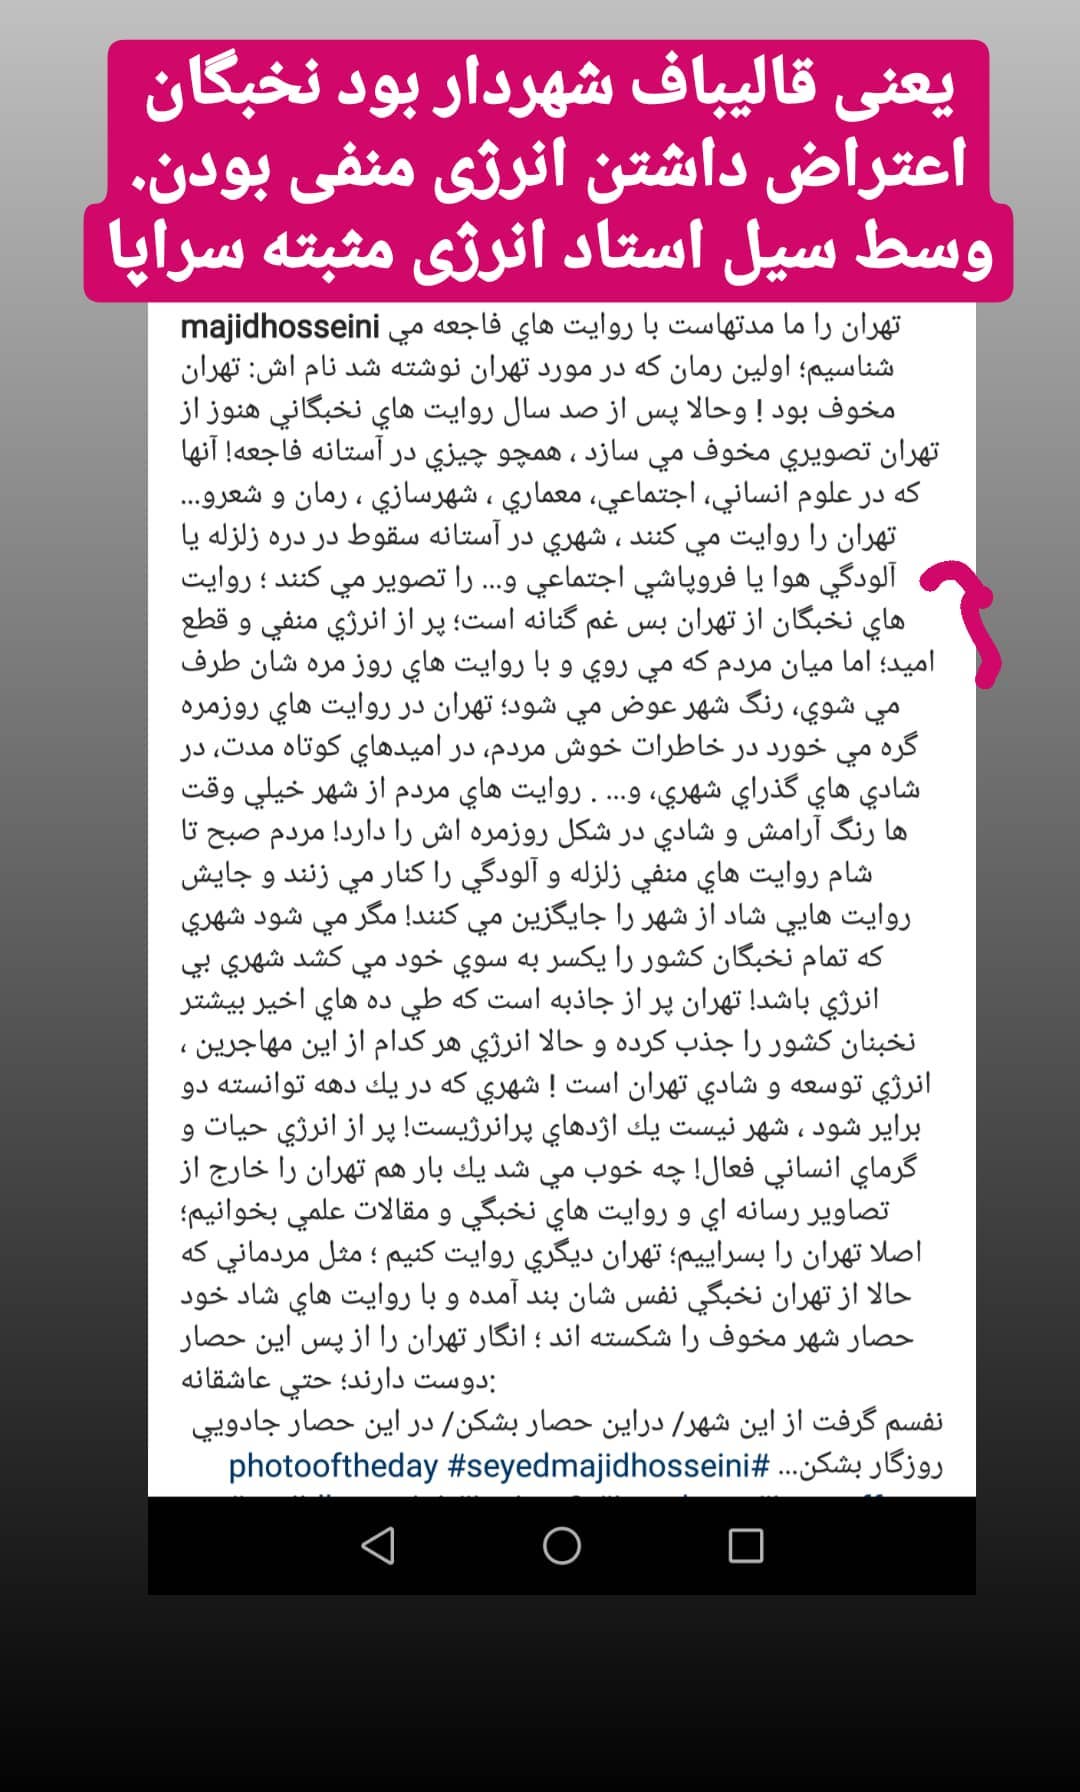 یعنی قالیباف شهردار بود نخبگان
اعتراض داشتن انرژی منفی بودن.
وسط سیل استاد انرژی مثبته سراپا
majidhosseini تهران را ما مدتهاست با روايت هاي فاجعه مي
شناسيم؛ اولين رمان كه در مورد تهران نوشته شد نام اش: تهران
مخوف بود ! وحالا پس از صد سال روايت هاي نخبگاني هنوز از
تهران تصويري مخوف مي سازد ، همچو چيزي در آستانه فاجعه! آنها
كه در علوم انساني، اجتماعي، معماري ، شهرسازي ، رمان و شعرو...
تهران را روايت مي كنند ، شهري در آستانه سقوط در دره زلزله يا
آلودگي هوا يا فروپاشي اجتماعي و... را تصوير مي كنند ؛ روايت
هاي نخبگان از تهران بس غم گنانه است؛ پر از انرژي منفي و قطع
اميد؛ اما ميان مردم كه مي روي و با روايت هاي روز مره شان طرف
مي شوي، رنگ شهر عوض مي شود؛ تهران در روايت هاي روزمره
گره مي خورد در خاطرات خوش مردم، در اميدهاي كوتاه مدت، در
شادي هاي گذراي شهري، و... . روايت هاي مردم از شهر خيلي وقت
ها رنگ آرامش و شادي در شكل روزمره اش را دارد! مردم صبح تا
شام روايت هاي منفي زلزله و آلودگي را كنار مي زنند و جايش
روايت هايي شاد از شهر را جايگزين مي كنند! مگر مي شود شهري
كه تمام نخبگان كشور را يكسر به سوي خود مي كشد شهري بي
انرژي باشد! تهران پر از جاذبه است كه طي ده هاي اخير بيشتر
نخبنان كشور را جذب كرده و حالا انرژي هر كدام از اين مهاجرين ،
انرژي توسعه و شادي تهران است ! شهري كه در يك دهه توانسته دو
براير شود ، شهر نيست يك اژدهاي پرانرژيست! پر از انرژي حيات و
گرماي انساني فعال! چه خوب مي شد يك بار هم تهران را خارج از
تصاوير رسانه اي و روايت هاي نخبگي و مقالات علمي بخوانيم؛
اصلا تهران را بسراييم؛ تهران ديگري روايت كنيم ؛ مثل مردماني كه
حالا از تهران نخبگي نفس شان بند آمده و با روايت هاي شاد خود
حصار شهر مخوف را شكسته اند ؛ انگار تهران را از پس اين حصار
دوست دارند؛ حتي عاشقانه:
نفسم گرفت از اين شهر/ دراين حصار بشكن/ در اين حصار جادويي
روزگار بشكن... #photooftheday #seyedmajidhosseini